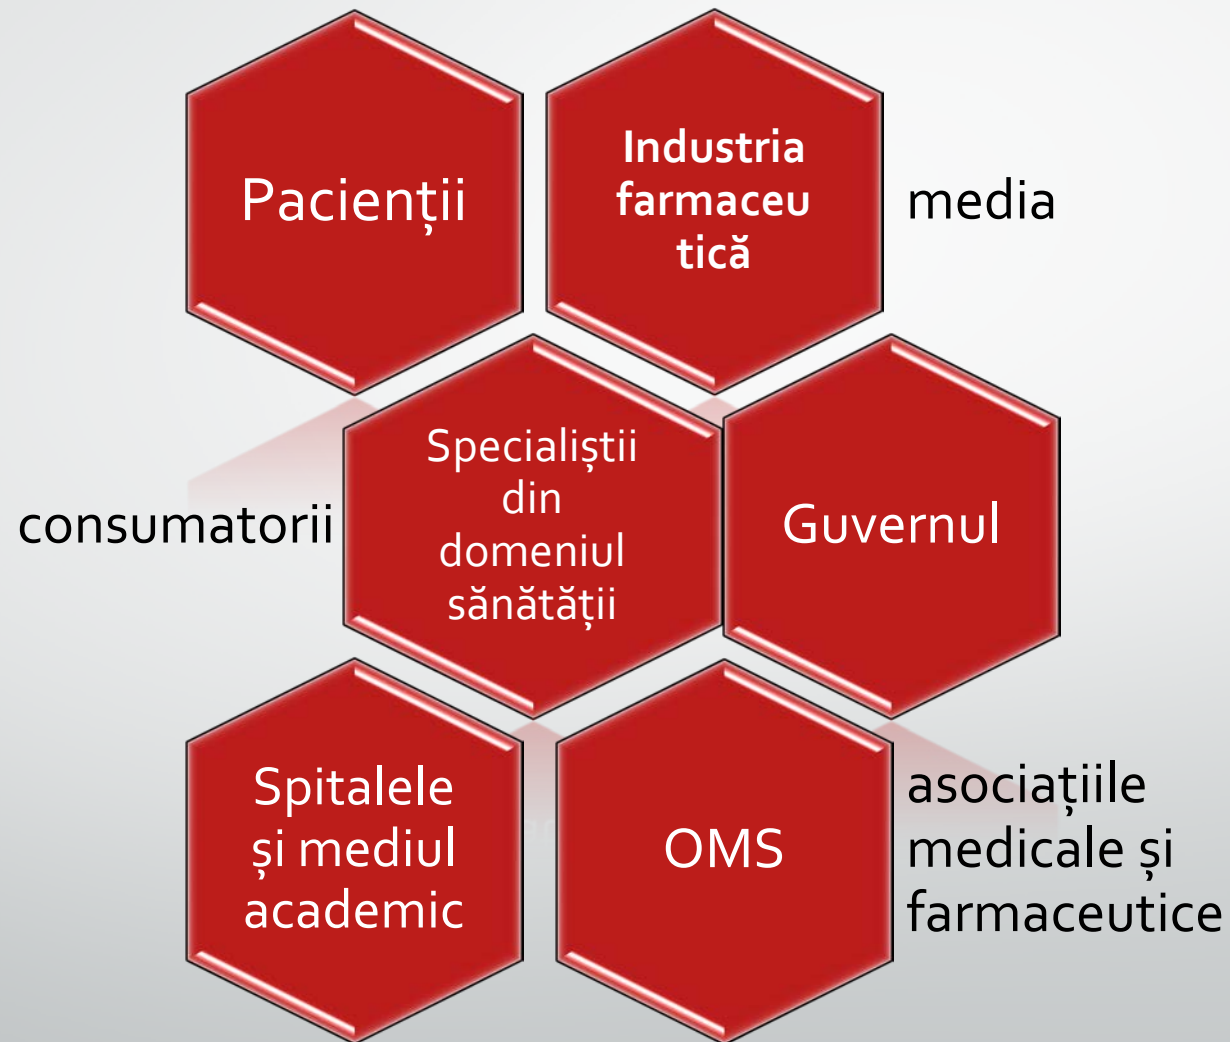 Pacienții
Industria
farmaceu
tică
media
consumatorii
Specialiștii
din
domeniul
sănătății
Guvernul
Spitalele
și mediul
academic
OMS
asociațiile
medicale și
farmaceutice